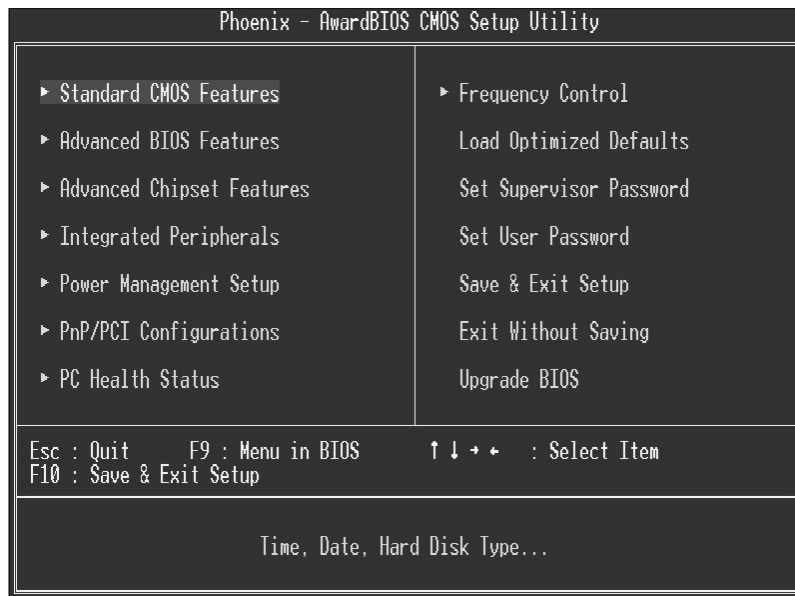 Phoenix - AwardBIOS CMOS Setup Utility
▸ Standard CMOS Features
▸ Advanced BIOS Features
▸ Advanced Chipset Features
▸ Integrated Peripherals
▸ Power Management Setup
▸ PnP/PCI Configurations
▸ PC Health Status
▸ Frequency Control
Load Optimized Defaults
Set Supervisor Password
Set User Password
Save & Exit Setup
Exit Without Saving
Upgrade BIOS
Esc : Quit F9 : Menu in BIOS ↑ ↓ → ← : Select Item
F10 : Save & Exit Setup
Time, Date, Hard Disk Type...